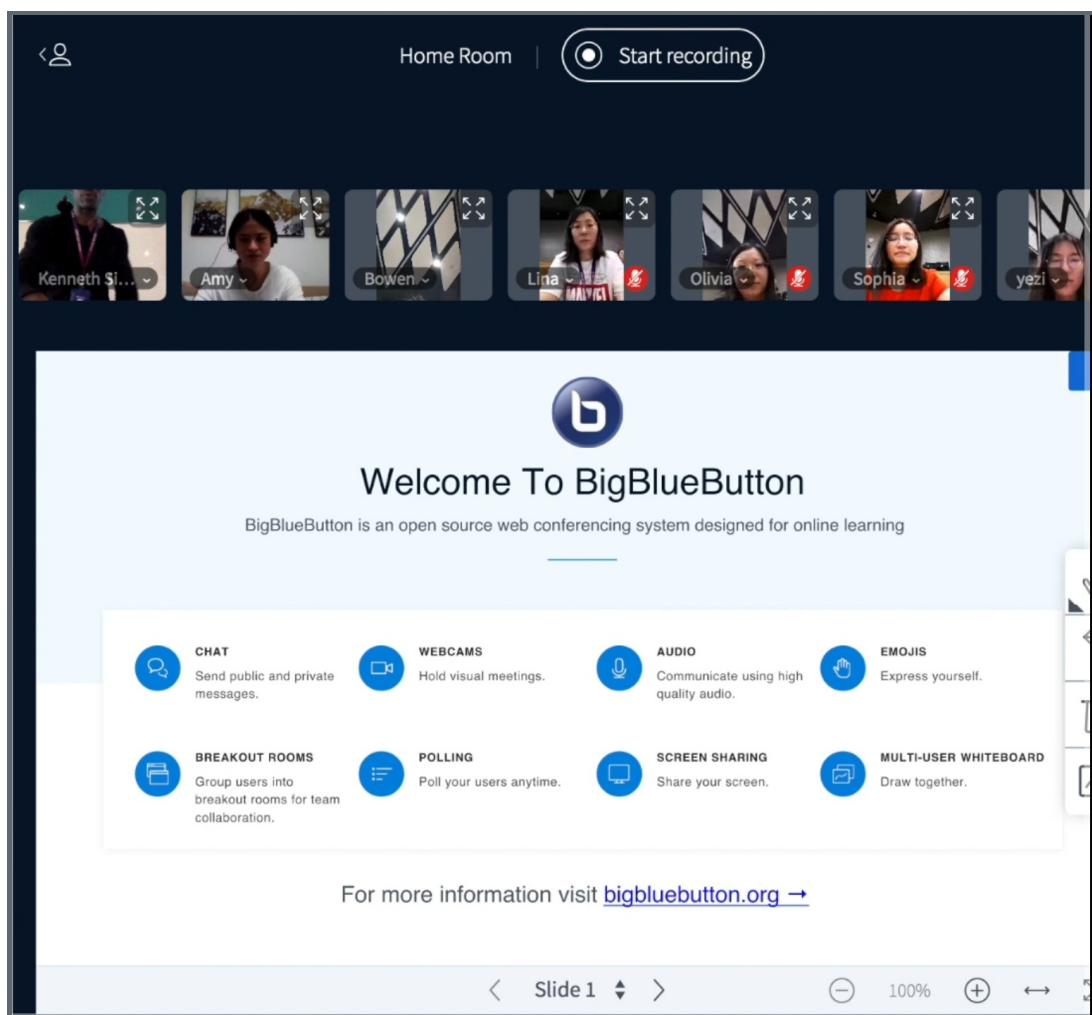 Home Room
Start recording
Kenneth Si...
Amy
Bowen
Lina
Olivia
Sophia
yezi
Welcome To BigBlueButton
BigBlueButton is an open source web conferencing system designed for online learning
CHAT
Send public and private
messages.
WEBCAMS
Hold visual meetings.
AUDIO
Communicate using high
quality audio.
EMOJIS
Express yourself.
BREAKOUT ROOMS
Group users into
breakout rooms for team
collaboration.
POLLING
Poll your users anytime.
SCREEN SHARING
Share your screen.
MULTI-USER WHITEBOARD
Draw together.
For more information visit bigbluebutton.org →
Slide 1
100%